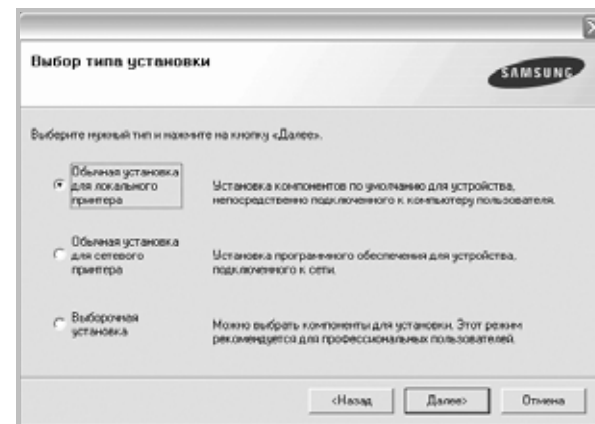 Выбор типа установки
SAMSUNG
Выберите нужный тип и нажмите на кнопку «Далее».
Обычная установка
для локального
принтера
Установка компонентов по умолчанию для устройства,
непосредственно подключенного к компьютеру пользователя.
Обычная установка
для сетевого
принтера
Установка программного обеспечения для устройства,
подключенного к сети.
Выборочная
установка
Можно выбрать компоненты для установки. Этот режим
рекомендуется для профессиональных пользователей.
<Назад
Далее>
Отмена